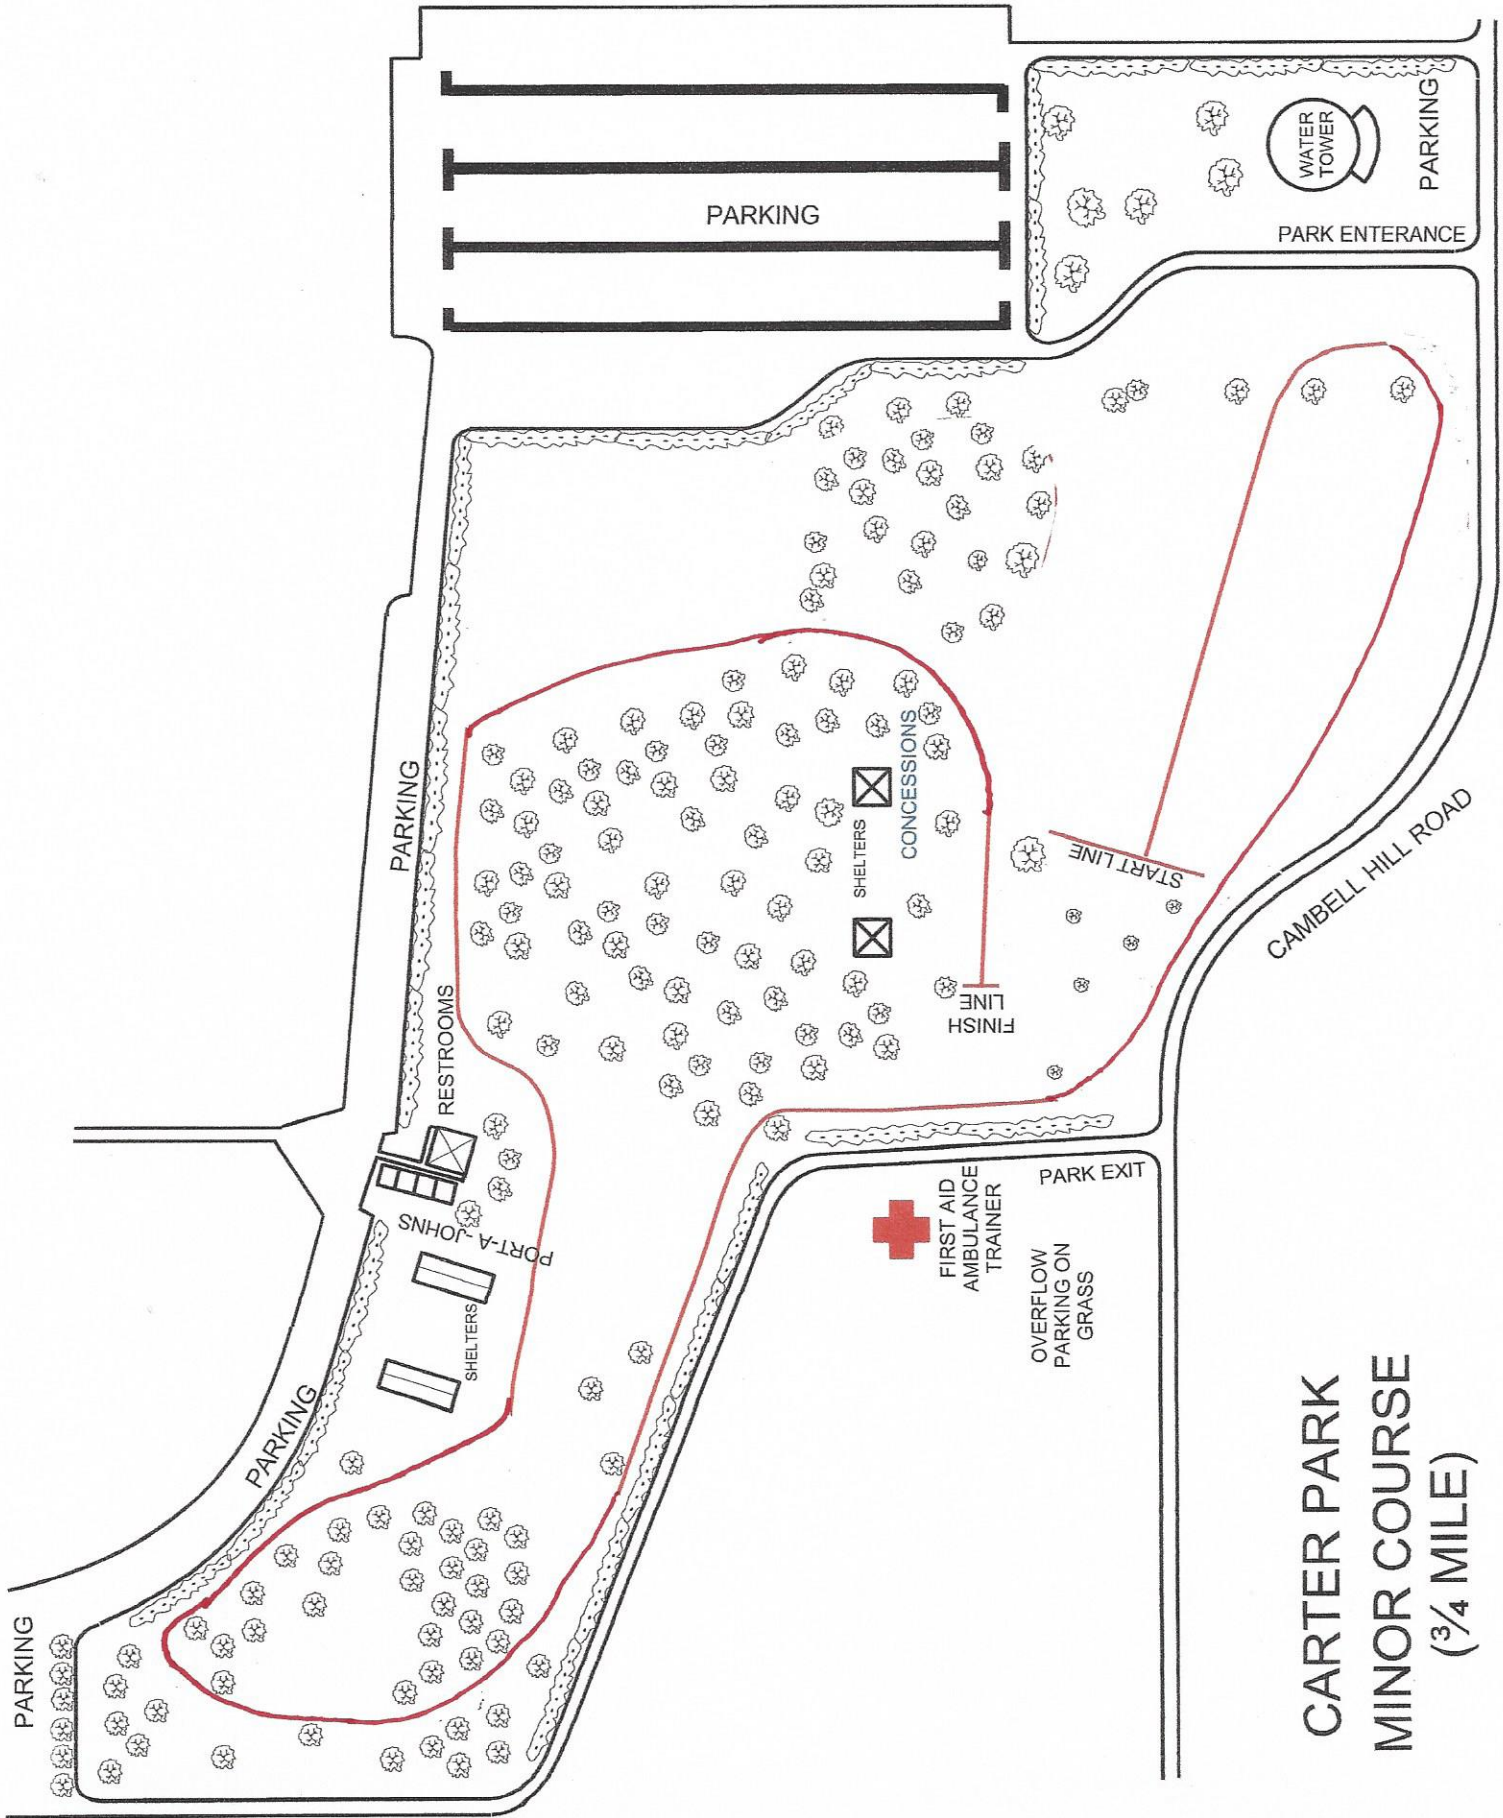 PARKING
WATER
TOWER
PARKING
PARK ENTERANCE
PARKING
RESTROOMS
PORT-A-JOHNS
SHELTERS
PARKING
PARKING
SHELTERS
CONCESSIONS
START LINE
FINISH
LINE
CAMBELL HILL ROAD
PARK EXIT
FIRST AID
AMBULANCE
TRAINER
OVERFLOW
PARKING ON
GRASS
CARTER PARK
MINOR COURSE
(¾ MILE)